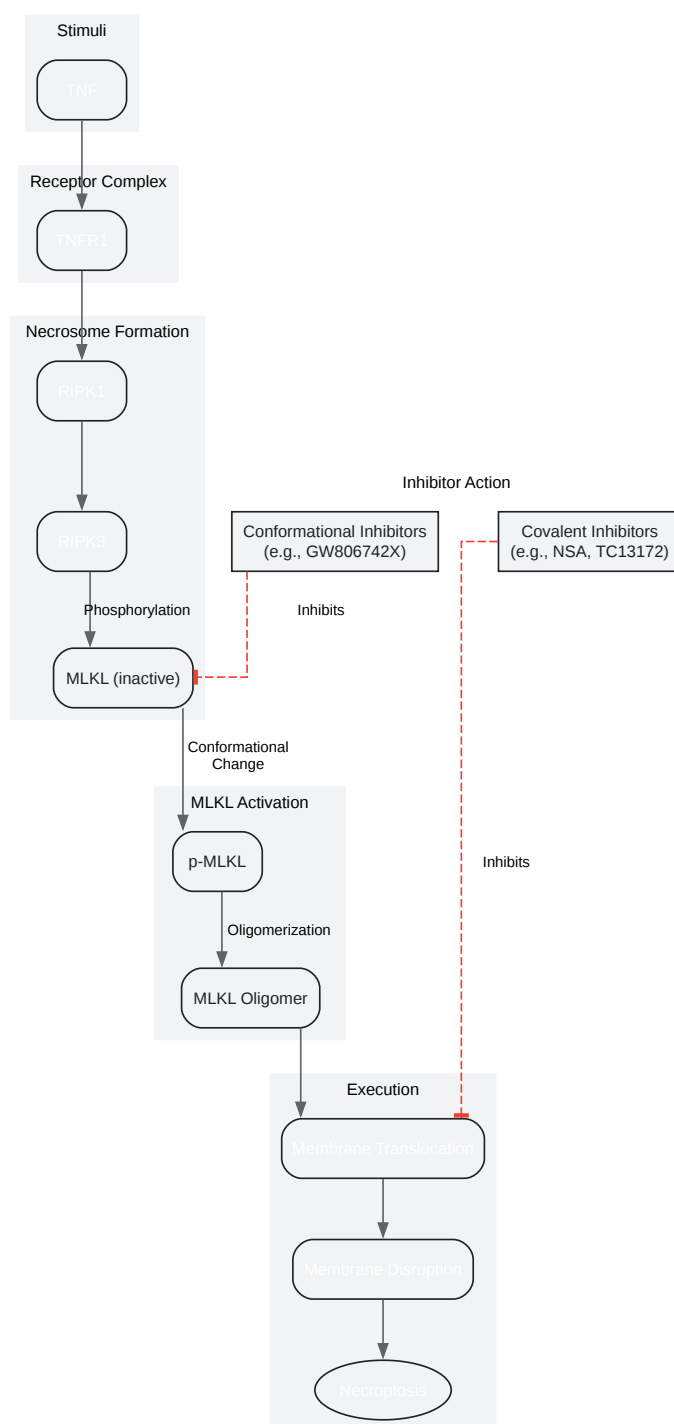 Stimuli
TNF
Receptor Complex
TNFR1
Necrosome Formation
RIPK1
Inhibitor Action
Conformational Inhibitors
(e.g., GW806742X)
Covalent Inhibitors
(e.g., NSA, TC13172)
RIPK3
Phosphorylation
Inhibits
MLKL (inactive)
Conformational
Change
MLKL Activation
p-MLKL
Inhibits
Oligomerization
MLKL Oligomer
Execution
Membrane Translocation
Membrane Disruption
Necroptosis